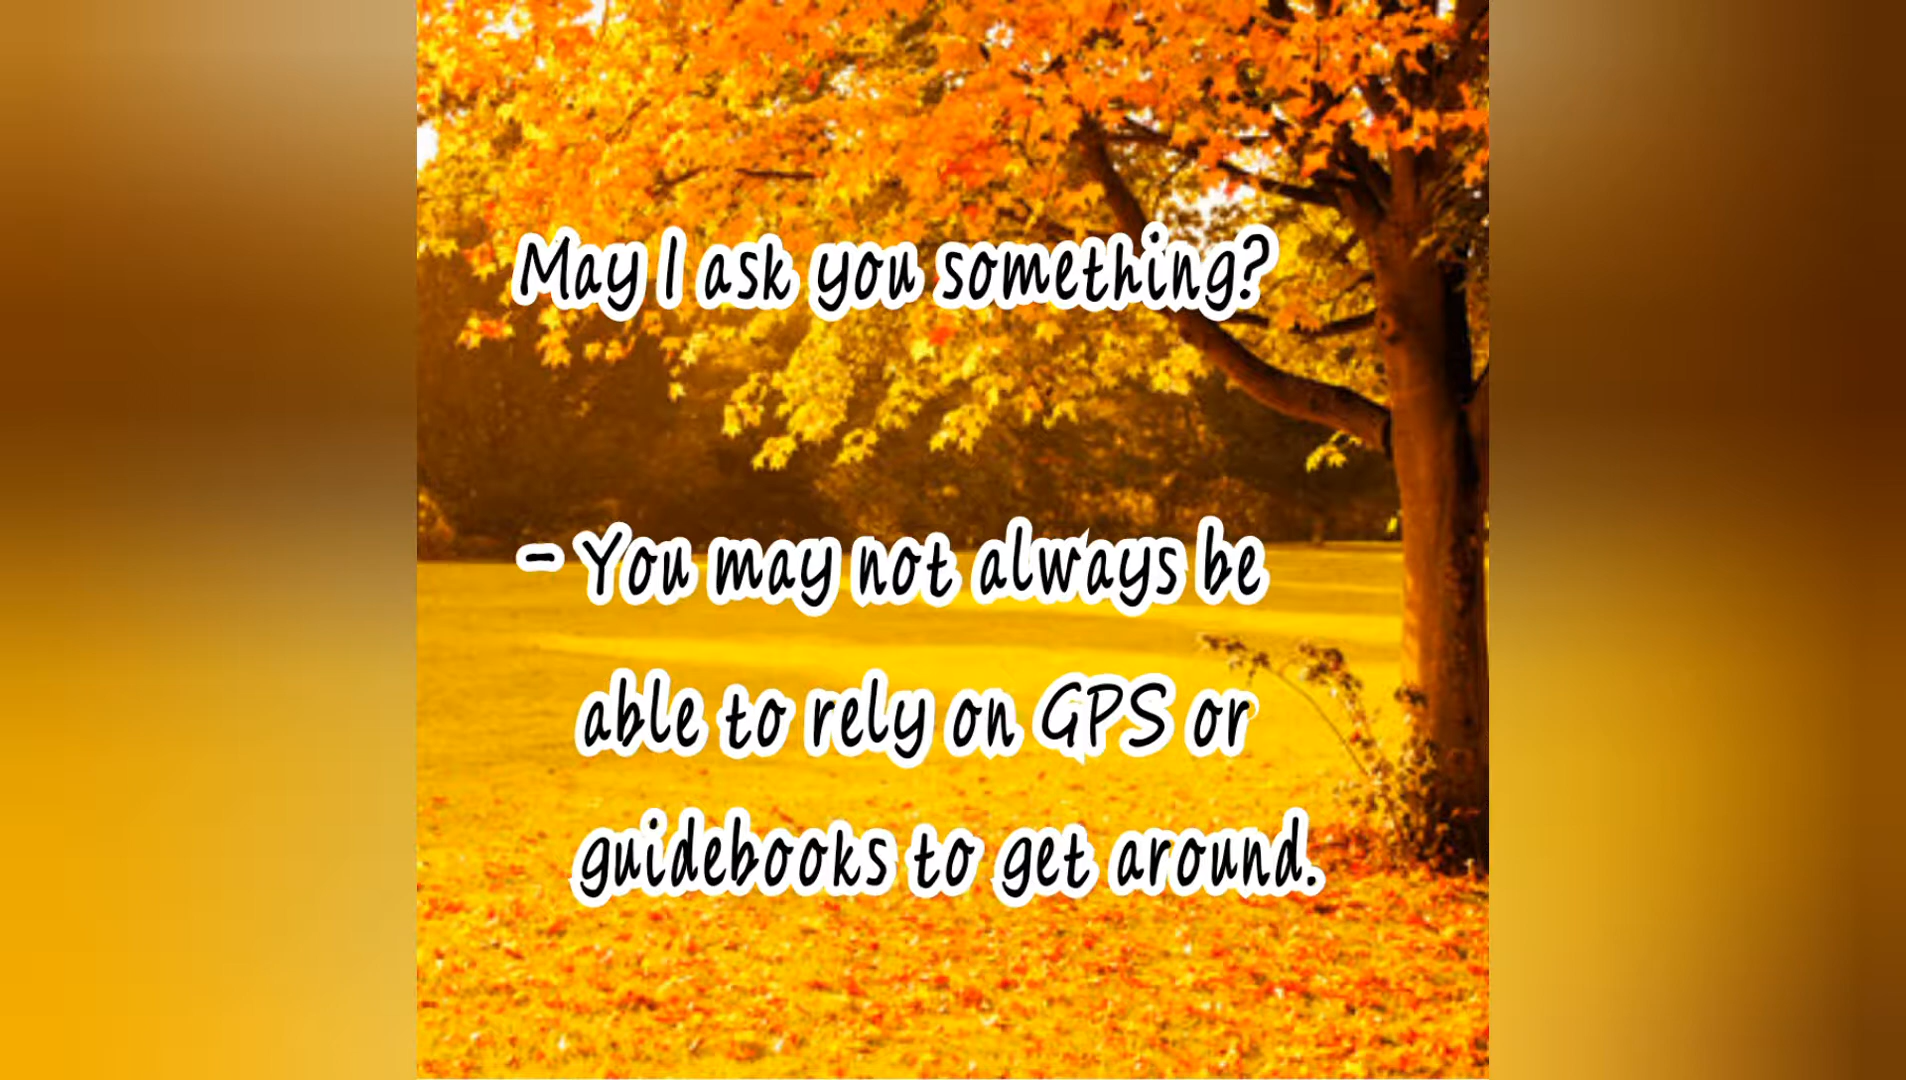 May I ask you something?
- You may not always be
able to rely on GPS or
guidebooks to get around.